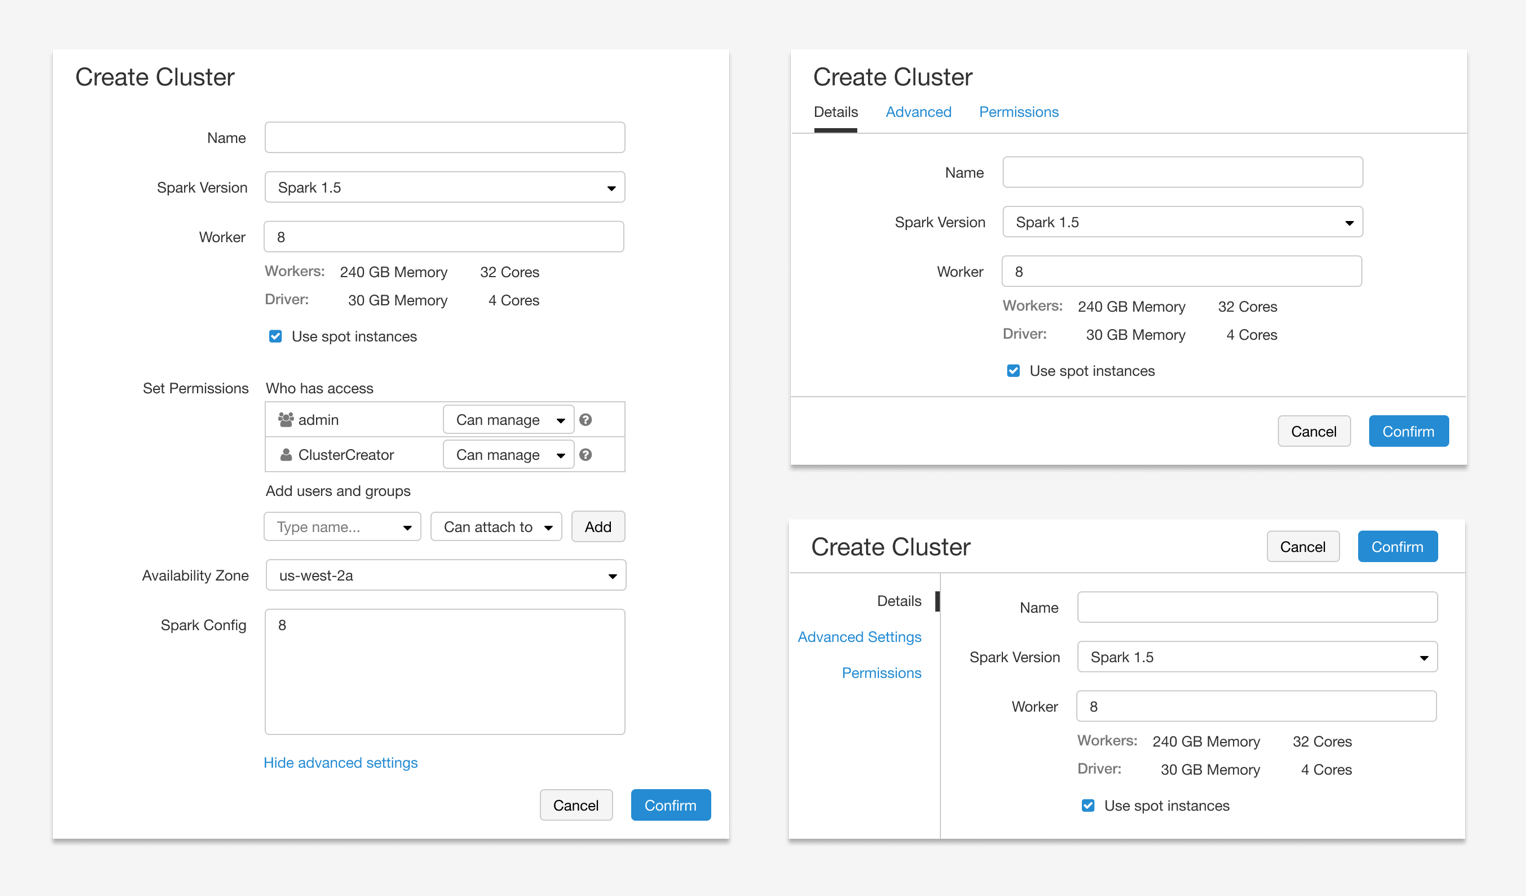 Create Cluster
Name
Spark Version Spark 1.5
Worker 8
Workers: 240 GB Memory 32 Cores
Driver: 30 GB Memory 4 Cores
Use spot instances
Set Permissions Who has access
admin Can manage ?
ClusterCreator Can manage ?
Add users and groups
Type name... Can attach to Add
Availability Zone us-west-2a
Spark Config 8
Hide advanced settings
Cancel Confirm
Create Cluster
Details Advanced Permissions
Name
Spark Version Spark 1.5
Worker 8
Workers: 240 GB Memory 32 Cores
Driver: 30 GB Memory 4 Cores
Use spot instances
Cancel Confirm
Create Cluster Cancel Confirm
Details
Advanced Settings
Permissions
Name
Spark Version Spark 1.5
Worker 8
Workers: 240 GB Memory 32 Cores
Driver: 30 GB Memory 4 Cores
Use spot instances